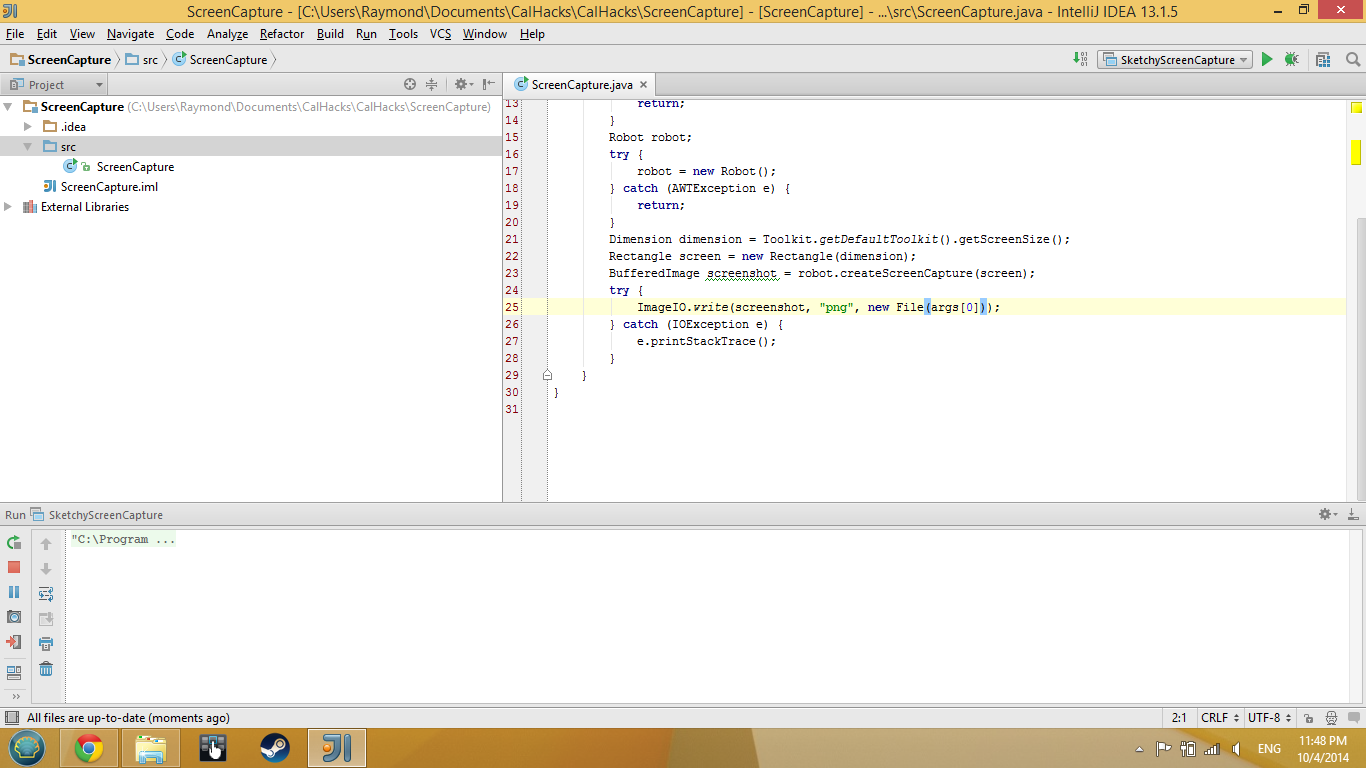 ScreenCapture - [C:\Users\Raymond\Documents\CalHacks\CalHacks\ScreenCapture] - [ScreenCapture] - ...\src\ScreenCapture.java - IntelliJ IDEA 13.1.5
File Edit View Navigate Code Analyze Refactor Build Run Tools VCS Window Help
ScreenCapture src ScreenCapture SketchyScreenCapture
Project
ScreenCapture (C:\Users\Raymond\Documents\CalHacks\CalHacks\ScreenCapture)
.idea
src
ScreenCapture
ScreenCapture.iml
External Libraries
ScreenCapture.java
13 return;
14 }
15 Robot robot;
16 try {
17 robot = new Robot();
18 } catch (AWTException e) {
19 return;
20 }
21 Dimension dimension = Toolkit.getDefaultToolkit().getScreenSize();
22 Rectangle screen = new Rectangle(dimension);
23 BufferedImage screenshot = robot.createScreenCapture(screen);
24 try {
25 ImageIO.write(screenshot, "png", new File(args[0]));
26 } catch (IOException e) {
27 e.printStackTrace();
28 }
29 }
30 }
31
Run SketchyScreenCapture
"C:\Program ...
All files are up-to-date (moments ago) 2:1 CRLF UTF-8
ENG 11:48 PM
10/4/2014